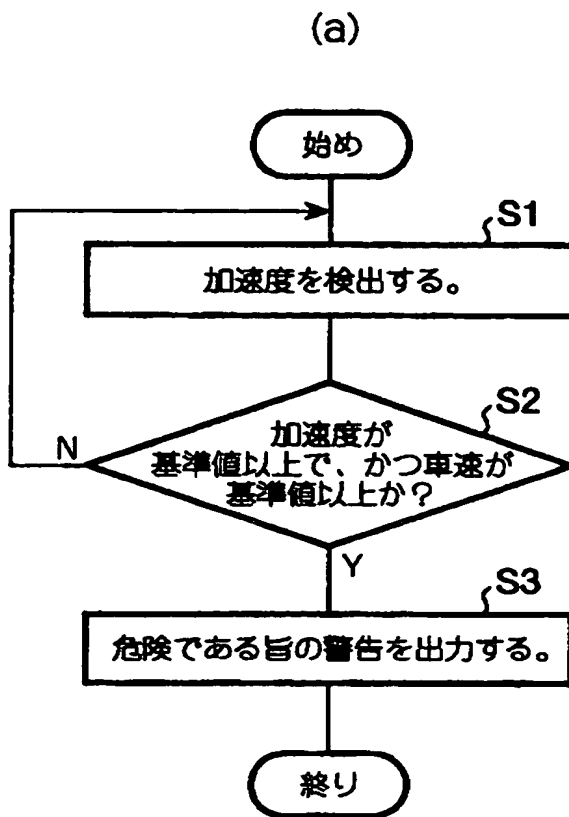 (a)
始め
S1
加速度を検出する。
S2
加速度が
基準値以上で、かつ車速が
基準値以上か？
N
Y
S3
危険である旨の警告を出力する。
終り